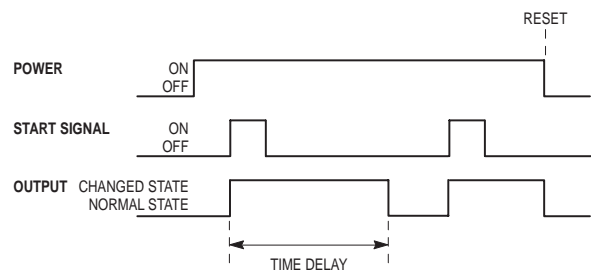 RESET
POWER ON
OFF
START SIGNAL ON
OFF
OUTPUT CHANGED STATE
NORMAL STATE
TIME DELAY